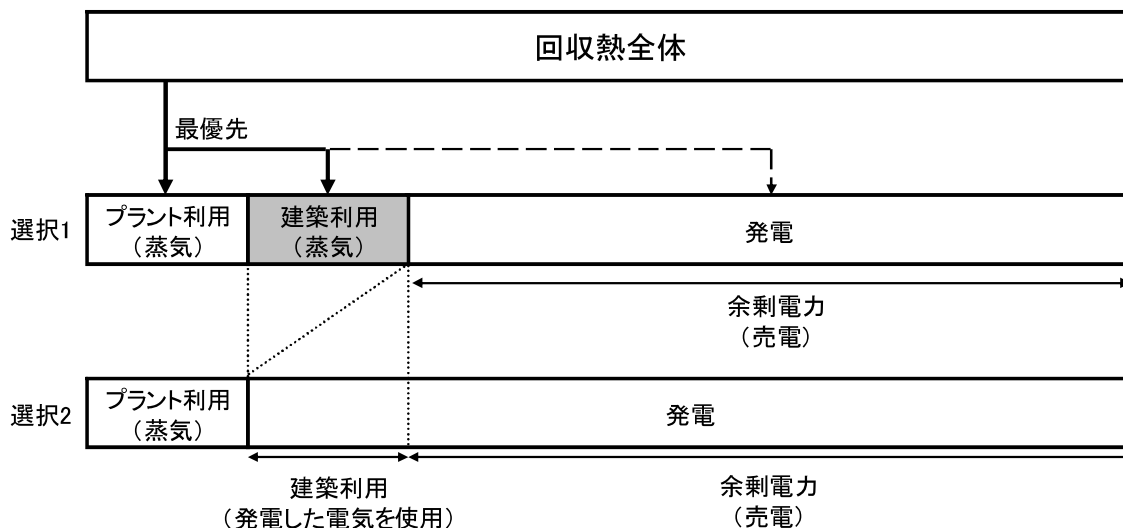 回収熱全体
最優先
選択1
プラント利用
（蒸気）
建築利用
（蒸気）
発電
余剰電力
（売電）
選択2
プラント利用
（蒸気）
発電
建築利用
（発電した電気を使用）
余剰電力
（売電）